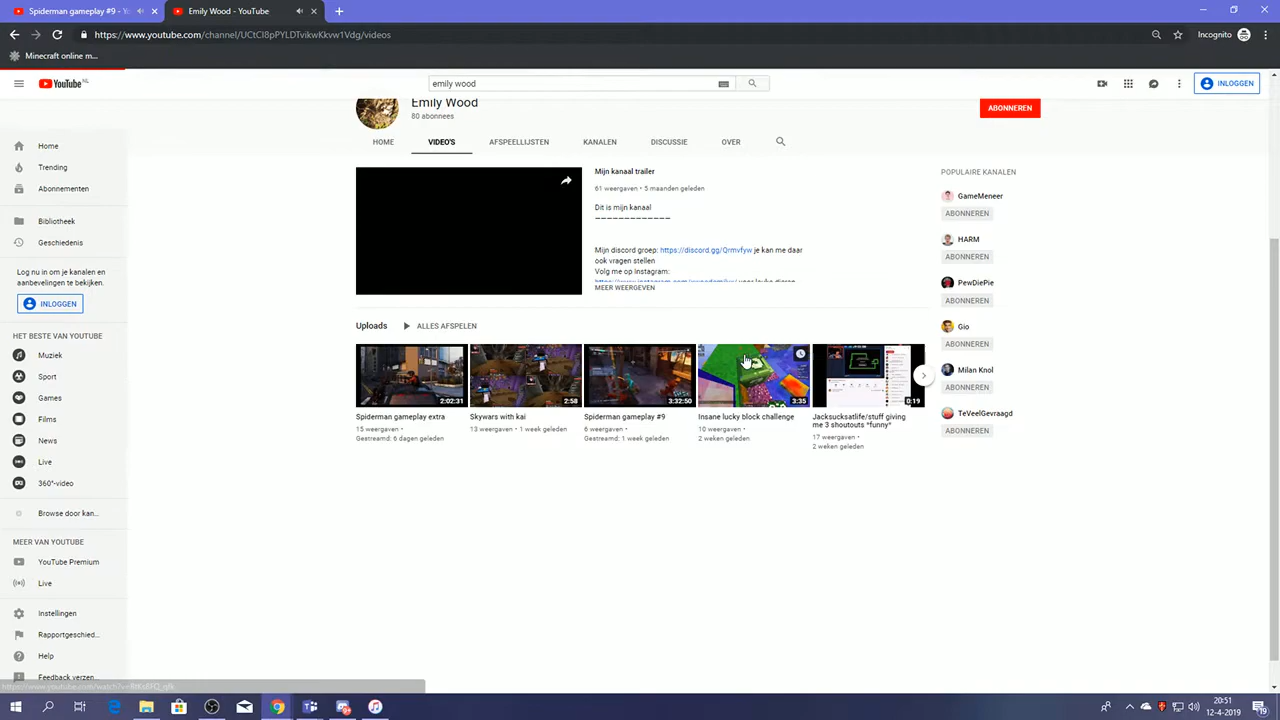 Spiderman gameplay #9 -
Emily Wood - YouTube
https://www.youtube.com/channel/UCtCI8pPYLDTvikwKkvw1Vdg/videos
Incognito
Minecraft online m...
YouTube NL
emily wood
INLOGGEN
Emily Wood
80 abonnees
ABONNEREN
HOME
VIDEO'S
AFSPEELLIJSTEN
KANALEN
DISCUSSIE
OVER
Home
Trending
Abonnementen
Bibliotheek
Geschiedenis
Log nu in om je kanalen en
aanbevelingen te bekijken.
INLOGGEN
HET BESTE VAN YOUTUBE
Muziek
Sport
Games
Films
News
Live
360°-video
Browse door kan...
MEER VAN YOUTUBE
YouTube Premium
Live
Instellingen
Rapportgeschied...
Help
Feedback verzen...
Mijn kanaal trailer
61 weergaven • 5 maanden geleden
Dit is mijn kanaal
_____________
Mijn discord groep: https://discord.gg/Qrmvfyw je kan me daar
ook vragen stellen
Volg me op Instagram:
MEER WEERGEVEN
Uploads
ALLES AFSPELEN
2:02:31
2:58
3:32:50
3:35
0:19
Spiderman gameplay extra
15 weergaven •
Gestreamd: 6 dagen geleden
Skywars with kai
13 weergaven • 1 week geleden
Spiderman gameplay #9
6 weergaven •
Gestreamd: 1 week geleden
Insane lucky block challenge
10 weergaven •
2 weken geleden
Jacksucksatlife/stuff giving
me 3 shoutouts *funny*
17 weergaven •
2 weken geleden
POPULAIRE KANALEN
GameMeneer
ABONNEREN
HARM
ABONNEREN
PewDiePie
ABONNEREN
Gio
ABONNEREN
Milan Knol
ABONNEREN
TeVeelGevraagd
ABONNEREN
20:51
12-4-2019